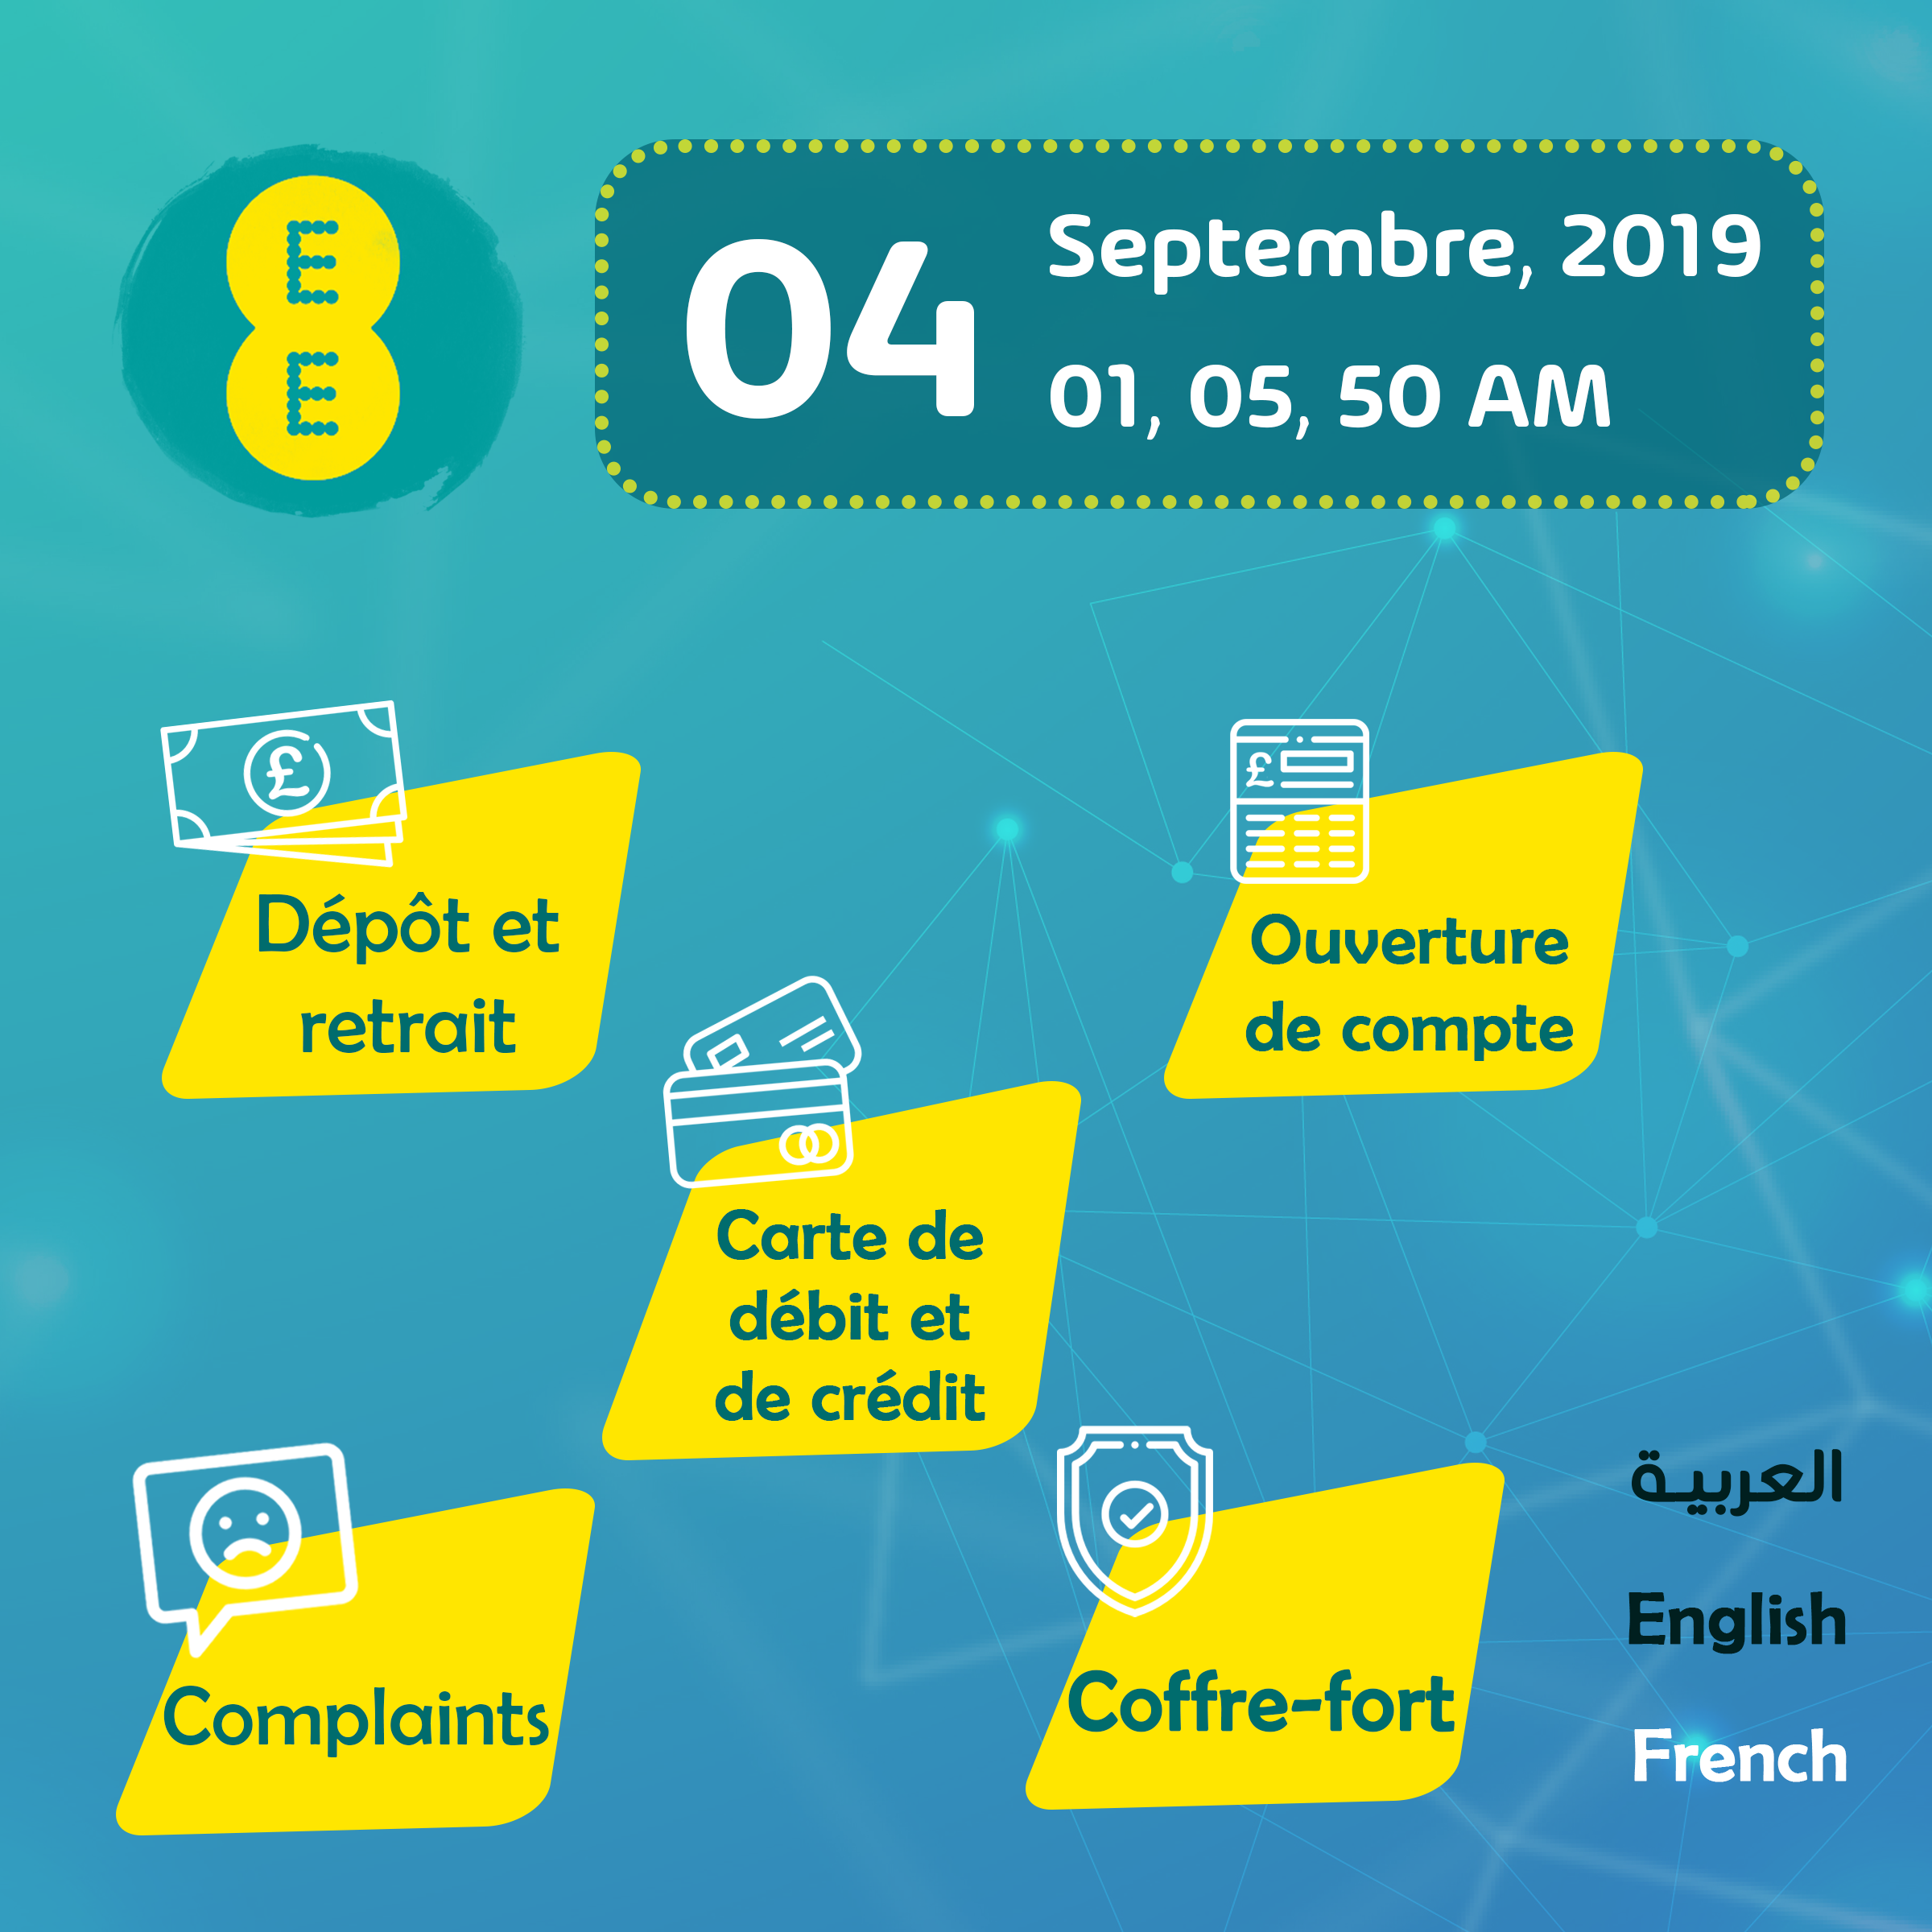 E
E
04
Septembre, 2019
01, 05, 50 AM
£
Dépôt et
retrait
£
Ouverture
de compte
Carte de
débit et
de crédit
Complaints
Coffre-fort
العربية
English
French